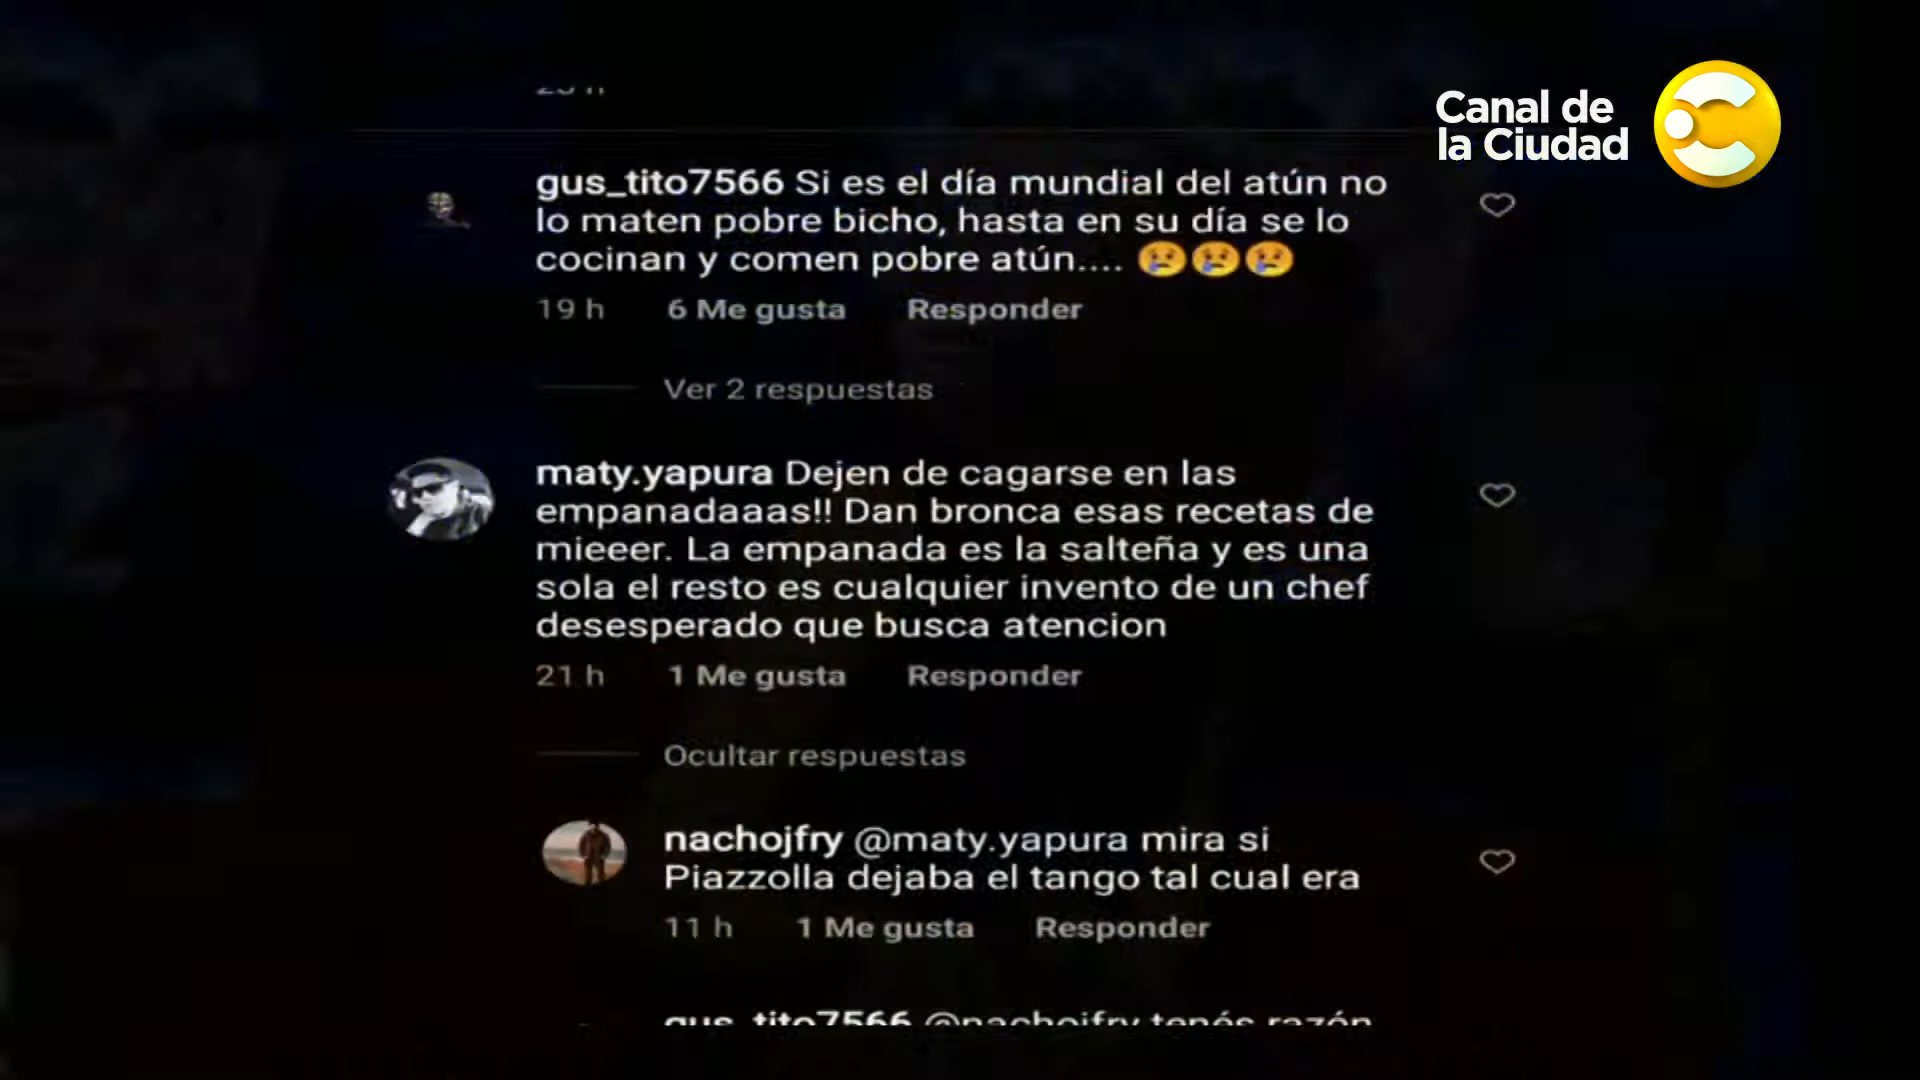 Canal de
la Ciudad
gus_tito7566 Si es el día mundial del atún no
lo maten pobre bicho, hasta en su día se lo
cocinan y comen pobre atún.... 😢😢😢
19 h 6 Me gusta Responder
Ver 2 respuestas
maty.yapura Dejen de cagarse en las
empanadaaas!! Dan bronca esas recetas de
mieeer. La empanada es la salteña y es una
sola el resto es cualquier invento de un chef
desesperado que busca atencion
21 h 1 Me gusta Responder
Ocultar respuestas
nachojfry @maty.yapura mira si
Piazzolla dejaba el tango tal cual era
11 h 1 Me gusta Responder
gus_tito7566 @nachojfry tenés razón